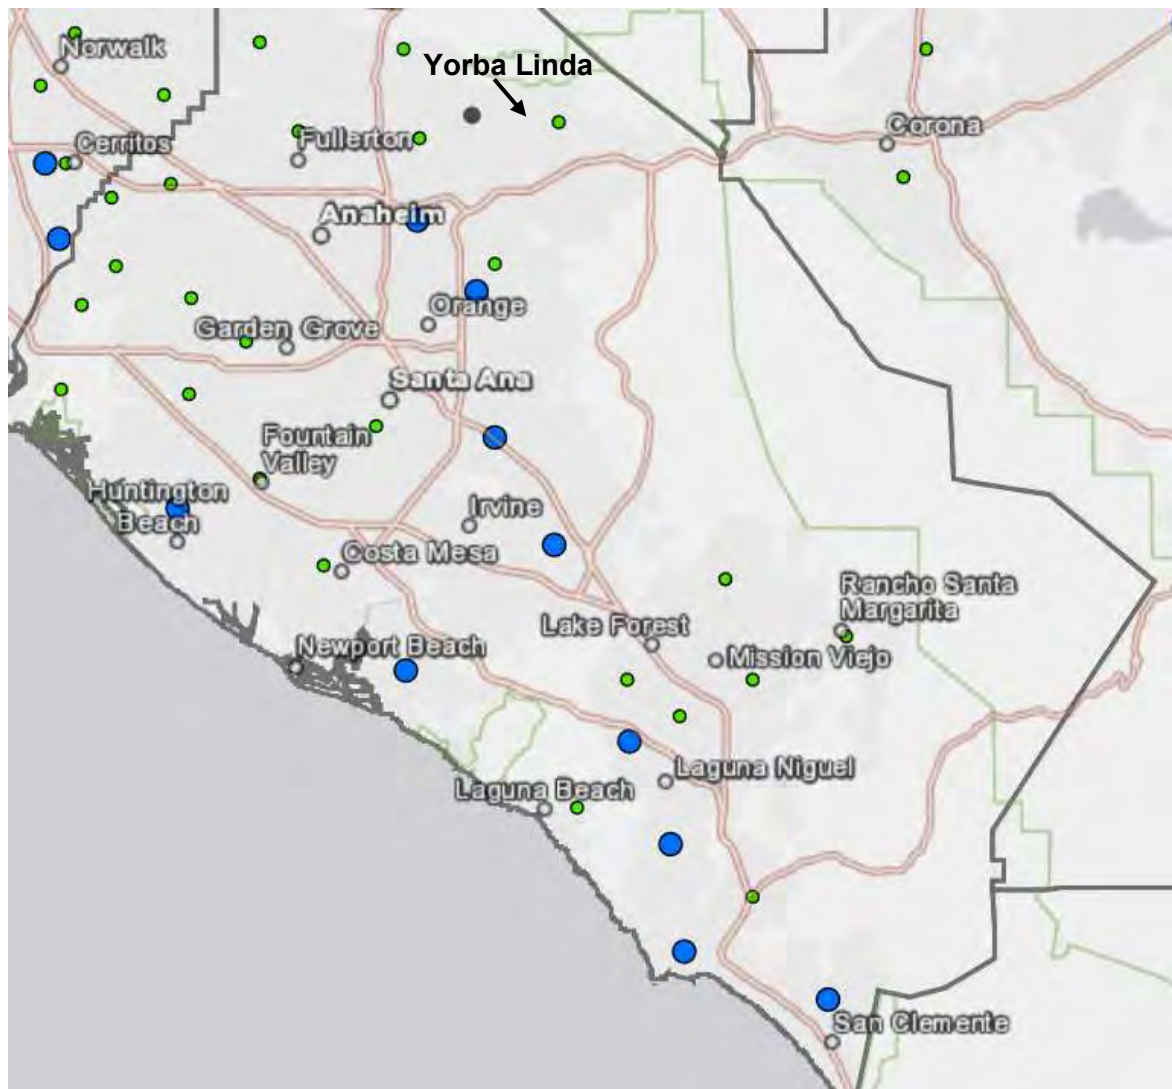 Norwalk
Yorba Linda
Cerritos
Fullerton
Corona
Anaheim
Orange
Garden Grove
Santa Ana
Fountain
Valley
Huntington
Beach
Irvine
Costa Mesa
Rancho Santa
Margarita
Lake Forest
Newport Beach
Mission Viejo
Laguna Niguel
Laguna Beach
San Clemente